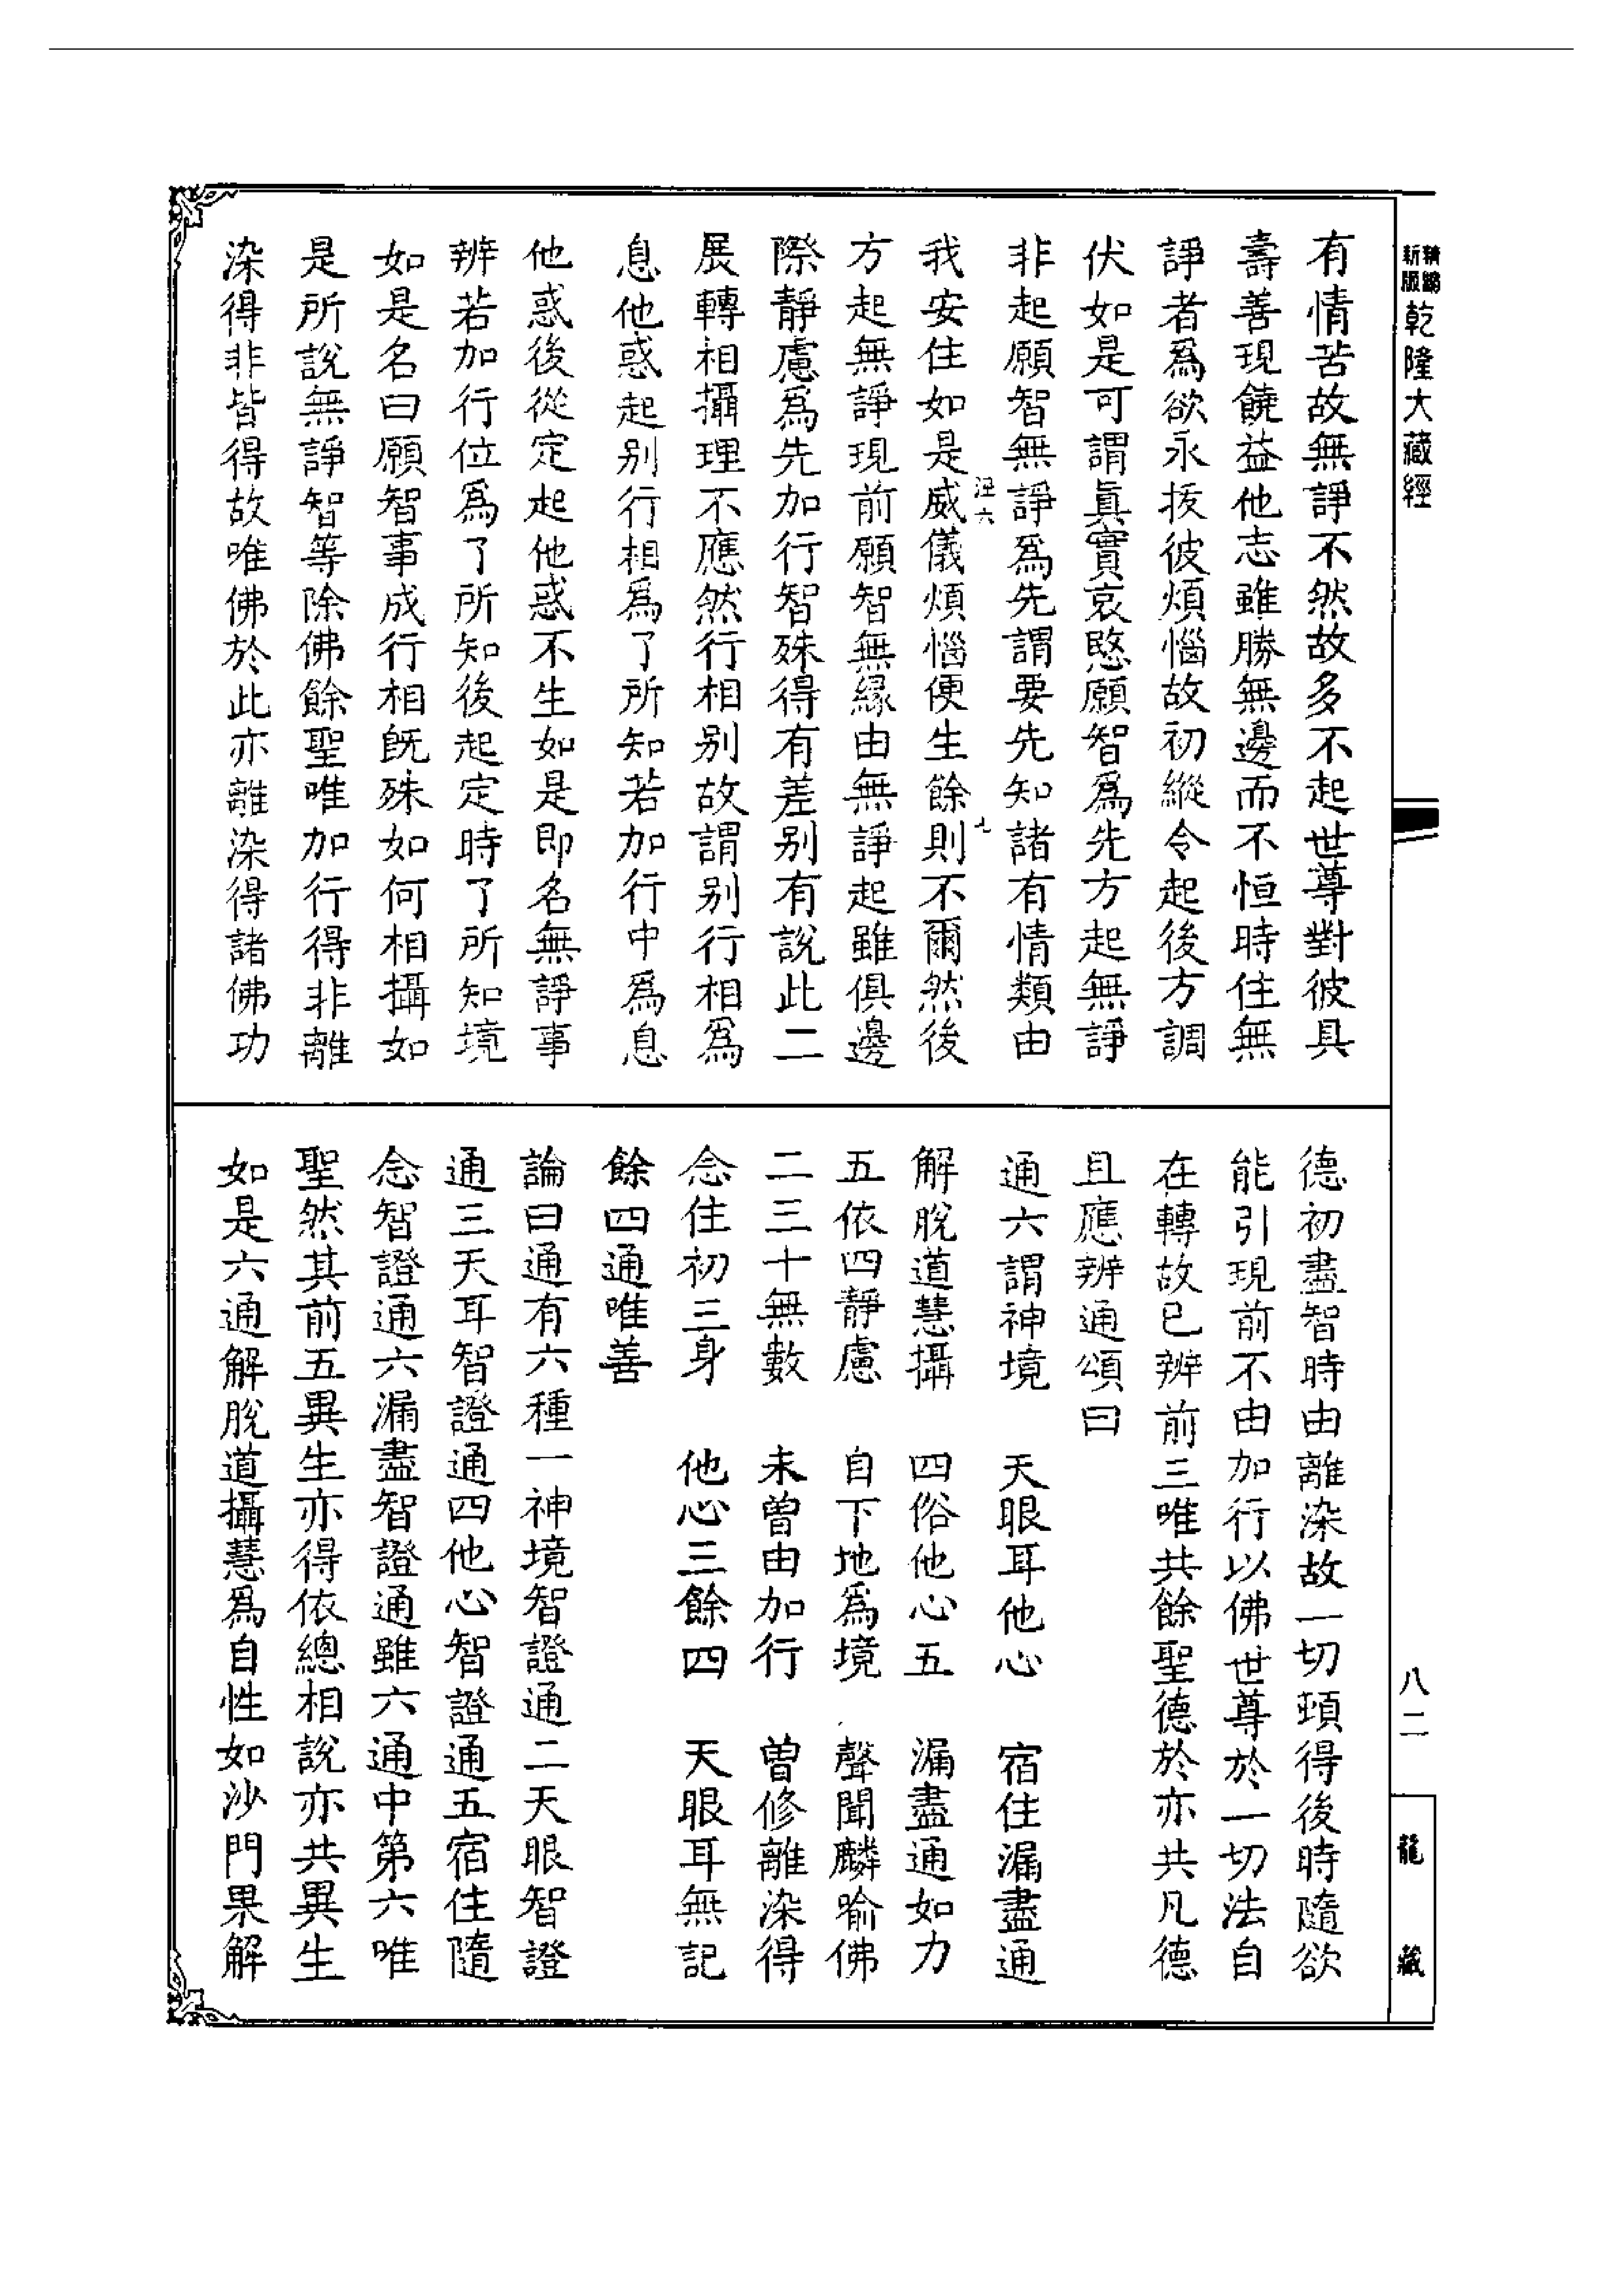 新編
新版
乾隆大藏經
有情苦故無諍不然故多不起世尊對彼具
壽善現饒益他志雖勝無邊而不恒時住無
諍者爲欲永拔彼煩惱故初縱令起後方調
伏如是可謂眞實哀愍願智爲先方起無諍
非起願智無諍爲先謂要先知諸有情類由
我安住如是威儀煩惱便生餘則不爾然後
方起無諍現前願智無緣由無諍起雖俱邊
際靜慮爲先加行智殊得有差别有說此二
展轉相攝理不應然行相别故謂别行相爲
息他惑起别行相爲了所知若加行中爲息
他惑後從定起他惑不生如是即名無諍事
辨若加行位爲了所知後起定時了所知境
如是名曰願智事成行相旣殊如何相攝如
是所說無諍智等除佛餘聖唯加行得非離
染得非皆得故唯佛於此亦離染得諸佛功
德初盡智時由離染故一切頓得後時隨欲
能引現前不由加行以佛世尊於一切法自
在轉故已辨前三唯共餘聖德於亦共凡德
且應辨通頌曰
通六謂神境　天眼耳他心　宿住漏盡通
解脫道慧攝　四俗他心五　漏盡通如力
五依四靜慮　自下地爲境　聲聞麟喻佛
二三十無數　未曾由加行　曾修離染得
念住初三身　他心三餘四　天眼耳無記
餘四通唯善
論曰通有六種一神境智證通二天眼智證
通三天耳智證通四他心智證通五宿住隨
念智證通六漏盡智證通雖六通中第六唯
聖然其前五異生亦得依總相說亦共異生
如是六通解脫道攝慧爲自性如沙門果解
八二
龍藏